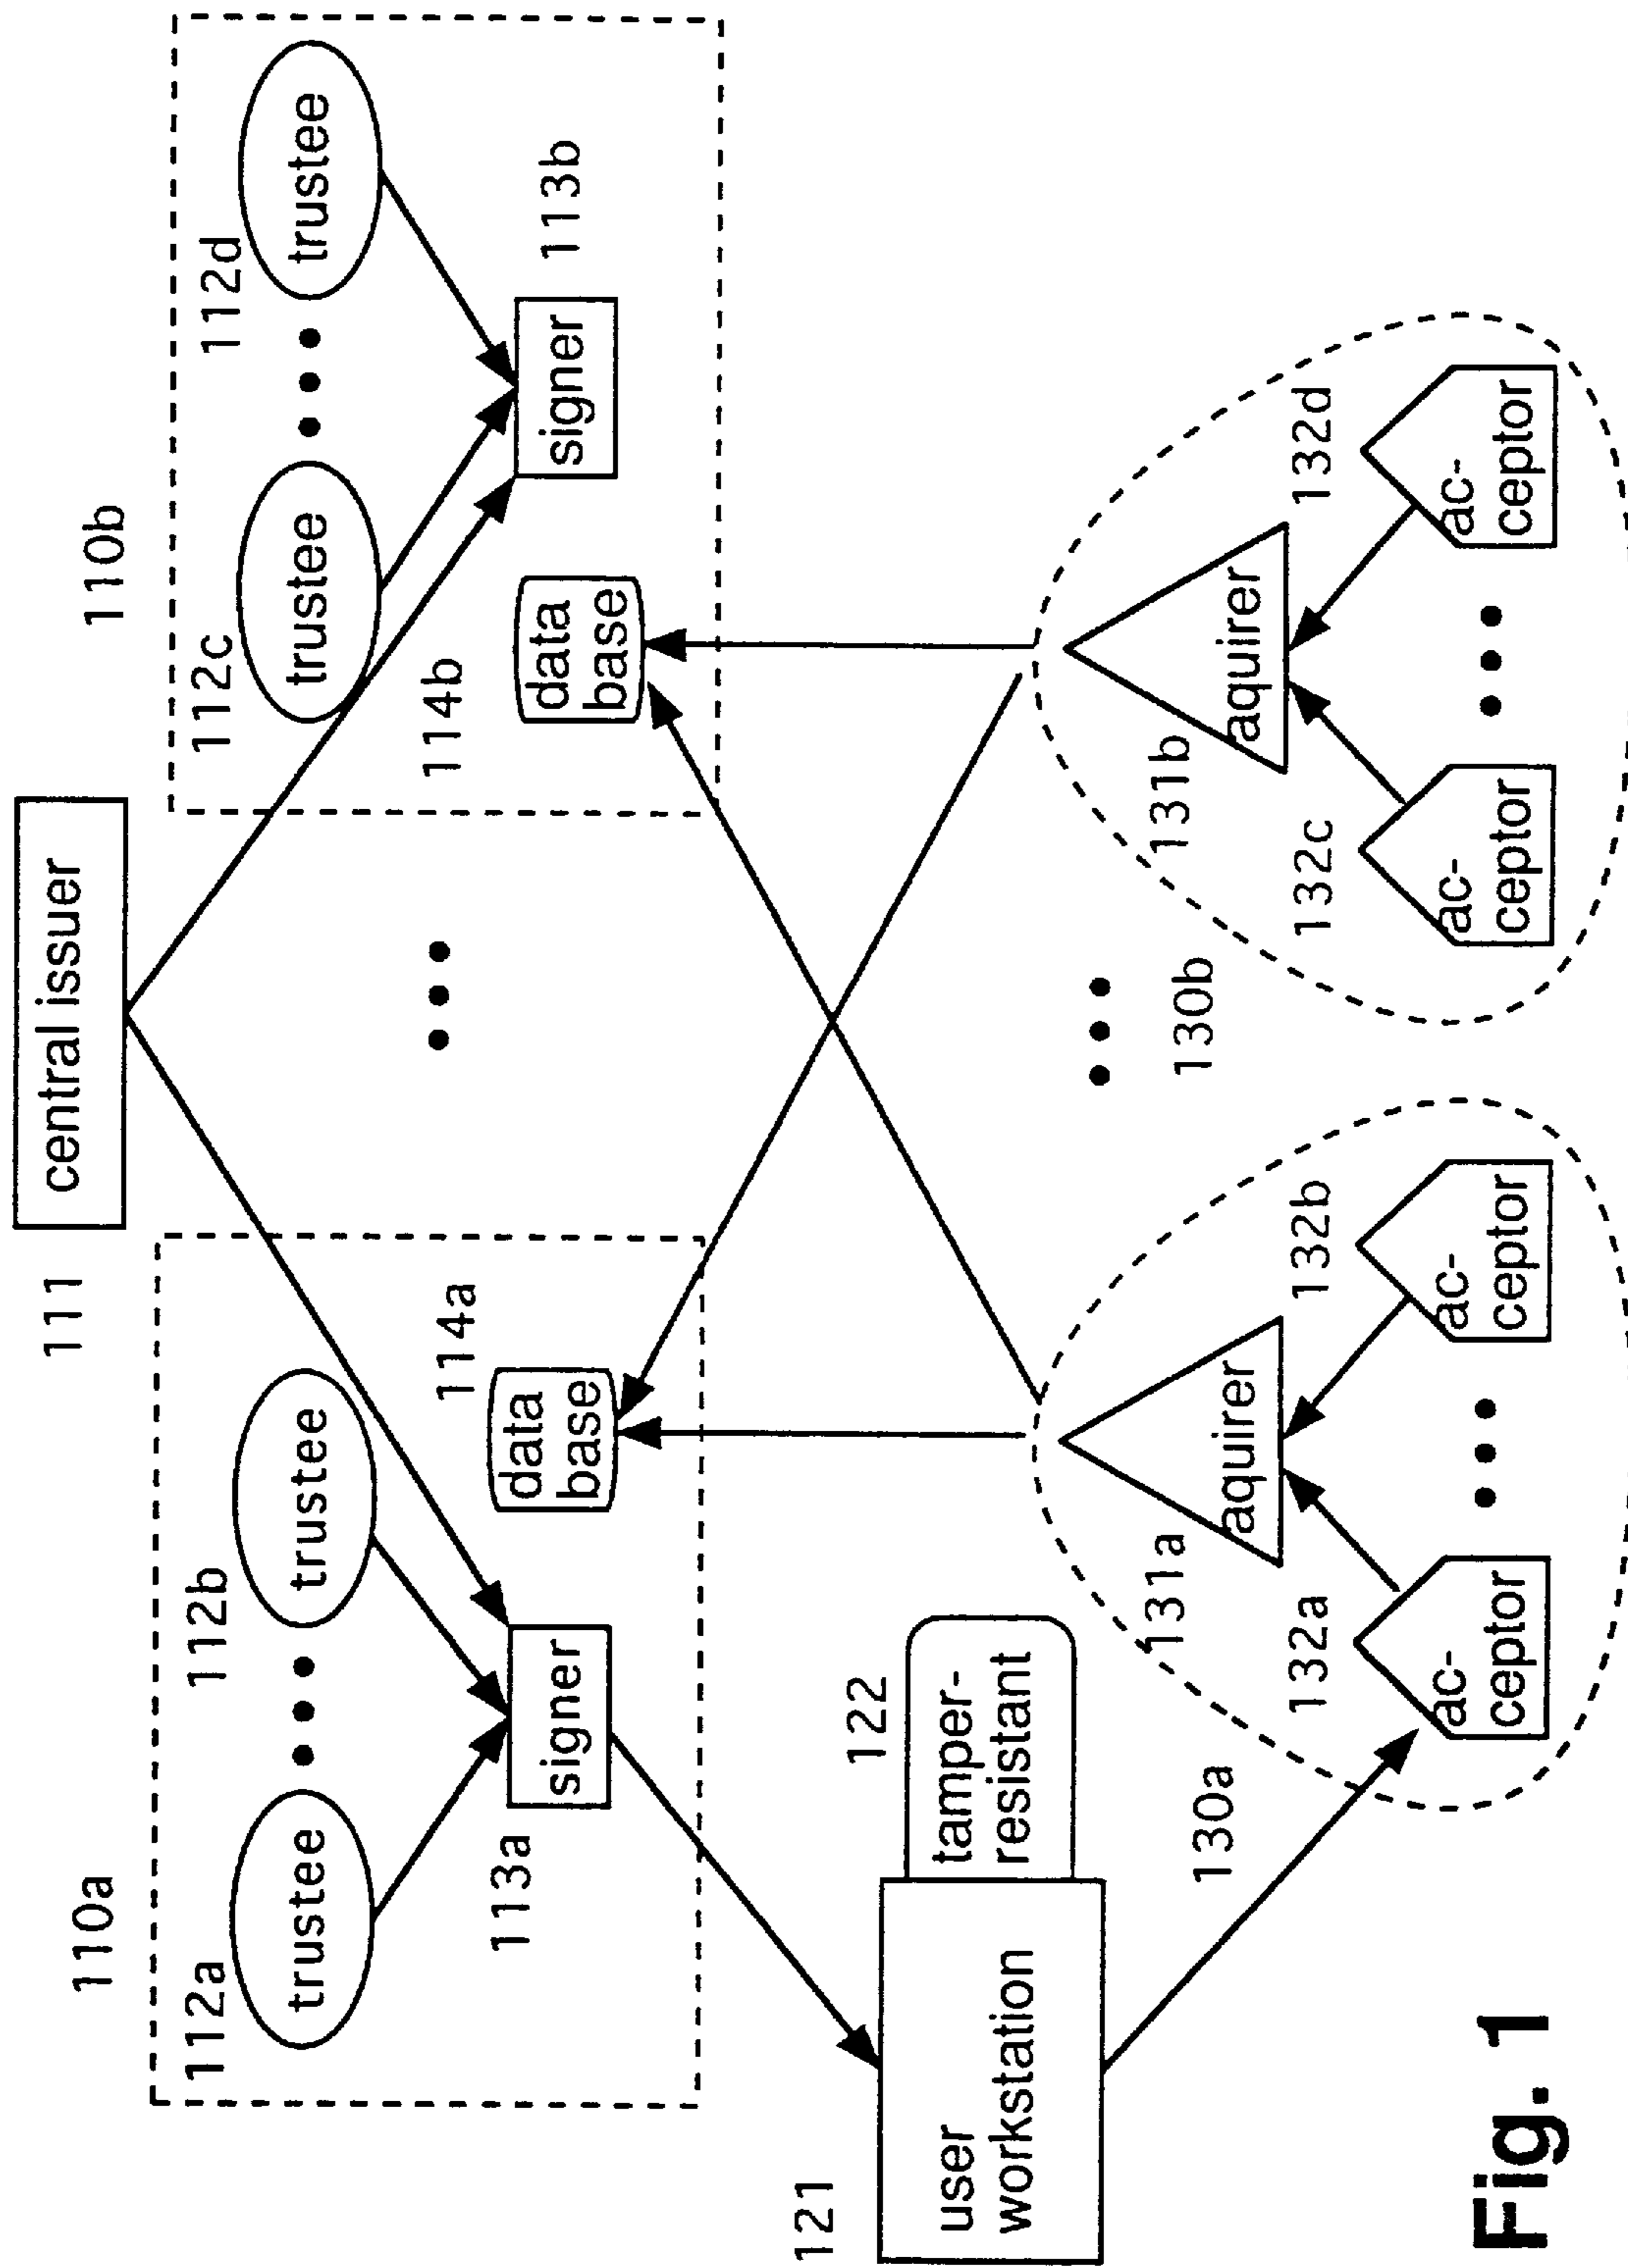 111
central issuer
110a
110b
112a
trustee
112b
trustee
112c
trustee
112d
trustee
113a
signer
114a
data
base
114b
data
base
signer
113b
121
user
workstation
122
tamper-
resistant
130a
130b
131a
aquirer
131b
aquirer
132a
ac-
ceptor
132b
ac-
ceptor
132c
ac-
ceptor
132d
ac-
ceptor
Fig. 1